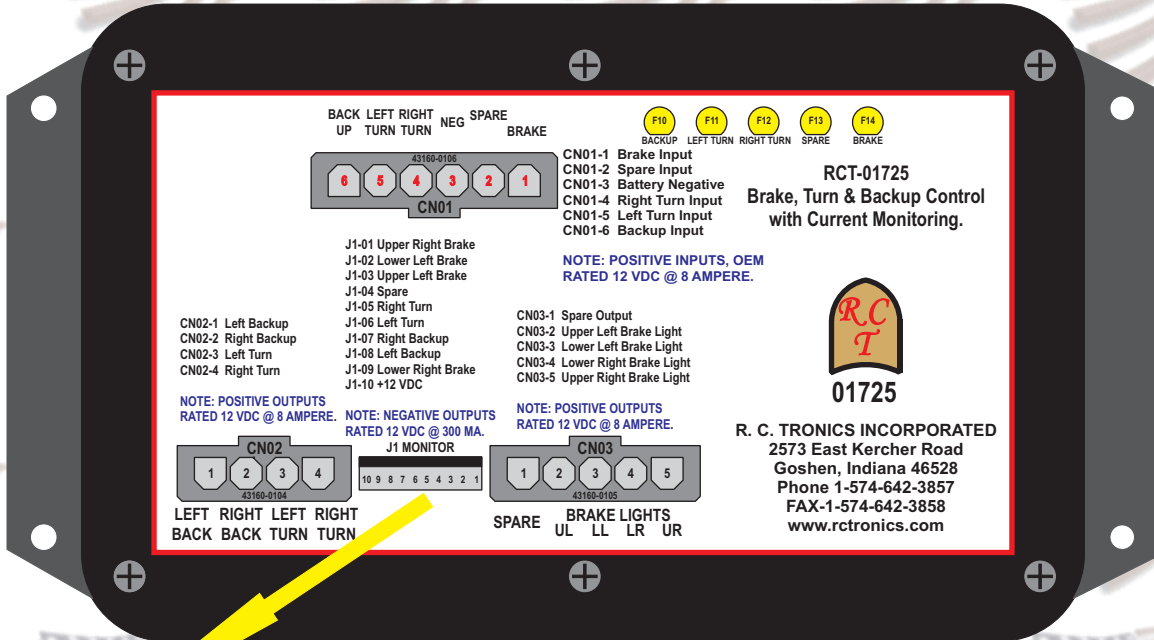 BACK LEFT RIGHT NEG SPARE
UP TURN TURN BRAKE
43160-0106
6 5 4 3 2 1
CN01
F10 F11 F12 F13 F14
BACKUP LEFT TURN RIGHT TURN SPARE BRAKE
CN01-1 Brake Input
CN01-2 Spare Input
CN01-3 Battery Negative
CN01-4 Right Turn Input
CN01-5 Left Turn Input
CN01-6 Backup Input
NOTE: POSITIVE INPUTS, OEM
RATED 12 VDC @ 8 AMPERE.
RCT-01725
Brake, Turn & Backup Control
with Current Monitoring.
J1-01 Upper Right Brake
J1-02 Lower Left Brake
J1-03 Upper Left Brake
J1-04 Spare
J1-05 Right Turn
J1-06 Left Turn
J1-07 Right Backup
J1-08 Left Backup
J1-09 Lower Right Brake
J1-10 +12 VDC
NOTE: NEGATIVE OUTPUTS
RATED 12 VDC @ 300 MA.
J1 MONITOR
10 9 8 7 6 5 4 3 2 1
CN02-1 Left Backup
CN02-2 Right Backup
CN02-3 Left Turn
CN02-4 Right Turn
NOTE: POSITIVE OUTPUTS
RATED 12 VDC @ 8 AMPERE.
CN02
1 2 3 4
43160-0104
LEFT RIGHT LEFT RIGHT
BACK BACK TURN TURN
CN03-1 Spare Output
CN03-2 Upper Left Brake Light
CN03-3 Lower Left Brake Light
CN03-4 Lower Right Brake Light
CN03-5 Upper Right Brake Light
NOTE: POSITIVE OUTPUTS
RATED 12 VDC @ 8 AMPERE.
CN03
1 2 3 4 5
43160-0105
SPARE BRAKE LIGHTS
UL LL LR UR
R C
T
01725
R. C. TRONICS INCORPORATED
2573 East Kercher Road
Goshen, Indiana 46528
Phone 1-574-642-3857
FAX-1-574-642-3858
www.rctronics.com